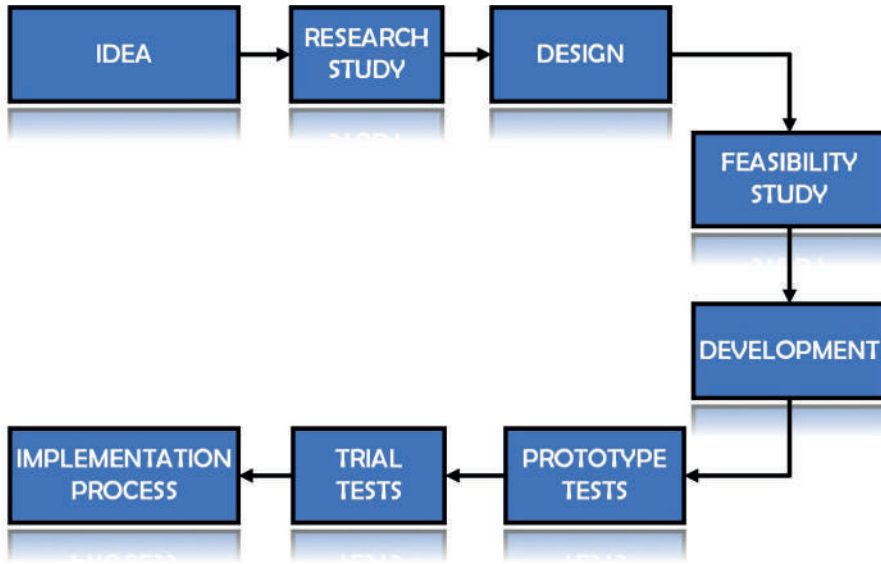 IDEA
RESEARCH
STUDY
DESIGN
FEASIBILITY
STUDY
DEVELOPMENT
PROTOTYPE
TESTS
TRIAL
TESTS
IMPLEMENTATION
PROCESS